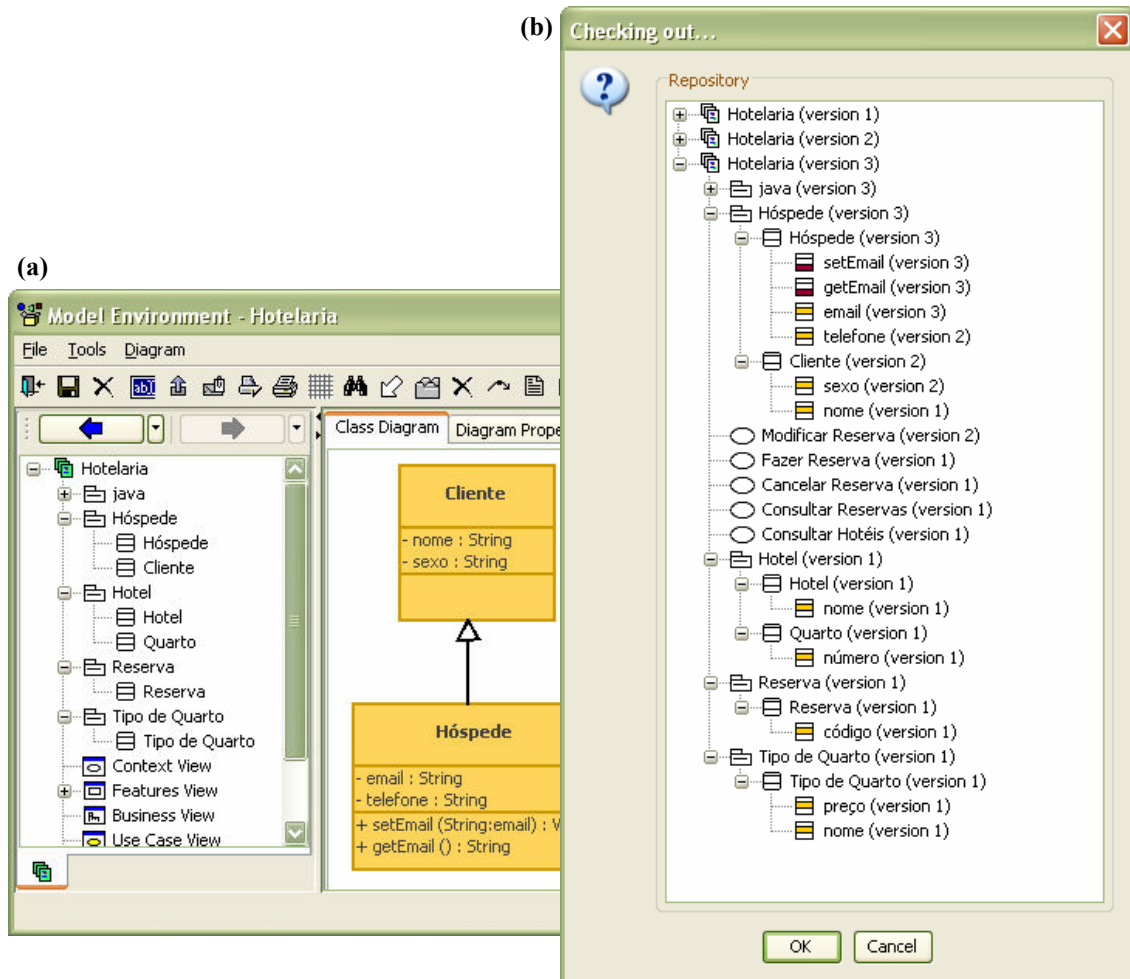 (a)
Model Environment - Hotelaria
File Tools Diagram
Class Diagram Diagram Prope
Hotelaria
java
Hóspede
Hóspede
Cliente
Hotel
Hotel
Quarto
Reserva
Reserva
Tipo de Quarto
Tipo de Quarto
Context View
Features View
Business View
Use Case View
Cliente
- nome : String
- sexo : String
Hóspede
- email : String
- telefone : String
+ setEmail (String:email) : V
+ getEmail () : String
(b)
Checking out...
Repository
Hotelaria (version 1)
Hotelaria (version 2)
Hotelaria (version 3)
java (version 3)
Hóspede (version 3)
Hóspede (version 3)
setEmail (version 3)
getEmail (version 3)
email (version 3)
telefone (version 2)
Cliente (version 2)
sexo (version 2)
nome (version 1)
Modificar Reserva (version 2)
Fazer Reserva (version 1)
Cancelar Reserva (version 1)
Consultar Reservas (version 1)
Consultar Hotéis (version 1)
Hotel (version 1)
Hotel (version 1)
nome (version 1)
Quarto (version 1)
número (version 1)
Reserva (version 1)
Reserva (version 1)
código (version 1)
Tipo de Quarto (version 1)
Tipo de Quarto (version 1)
preço (version 1)
nome (version 1)
OK Cancel